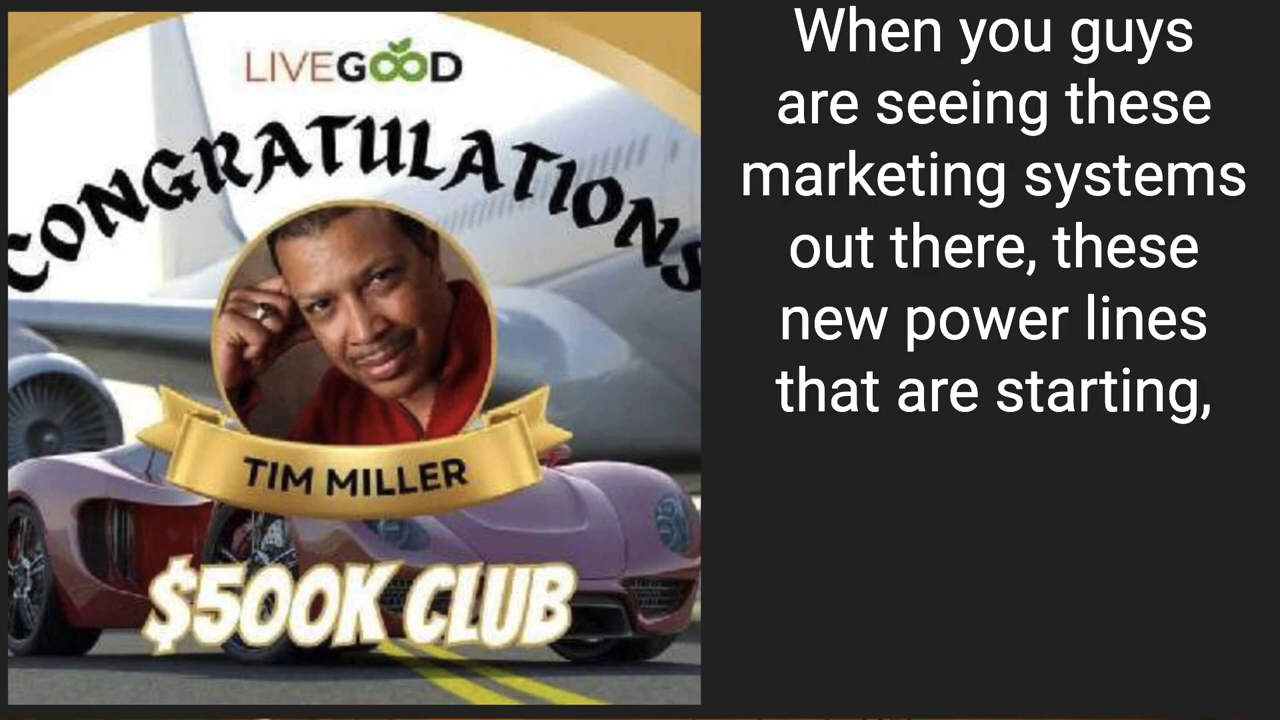 LIVEGOOD
CONGRATULATIONS
TIM MILLER
$500K CLUB
When you guys
are seeing these
marketing systems
out there, these
new power lines
that are starting,